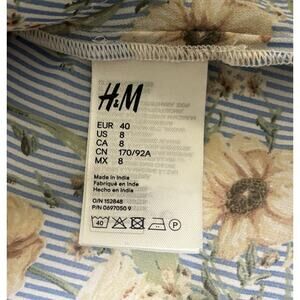 H&M
EUR 40
US 8
CA 8
CN 170/92A
MX 8
Made in India
Fabriqué en Inde
Hecho en India
O/N 152848
P/N 0697050 9
40
P